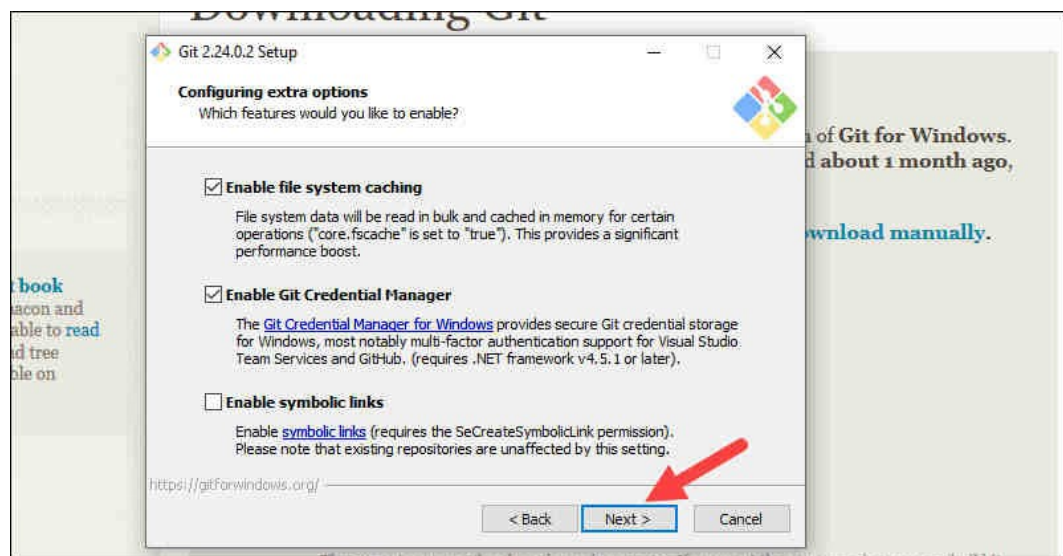 Downloading Git
Git 2.24.0.2 Setup
Configuring extra options
Which features would you like to enable?
of Git for Windows.
about 1 month ago,
Enable file system caching
File system data will be read in bulk and cached in memory for certain
operations ("core.fscache" is set to "true"). This provides a significant
performance boost.
download manually.
book
Enable Git Credential Manager
and
The Git Credential Manager for Windows provides secure Git credential storage
able to read
for Windows, most notably multi-factor authentication support for Visual Studio
tree
Team Services and GitHub. (requires .NET framework v4.5.1 or later).
on
Enable symbolic links
Enable symbolic links (requires the SeCreateSymbolicLink permission).
Please note that existing repositories are unaffected by this setting.
https://gitforwindows.org/
< Back
Next >
Cancel